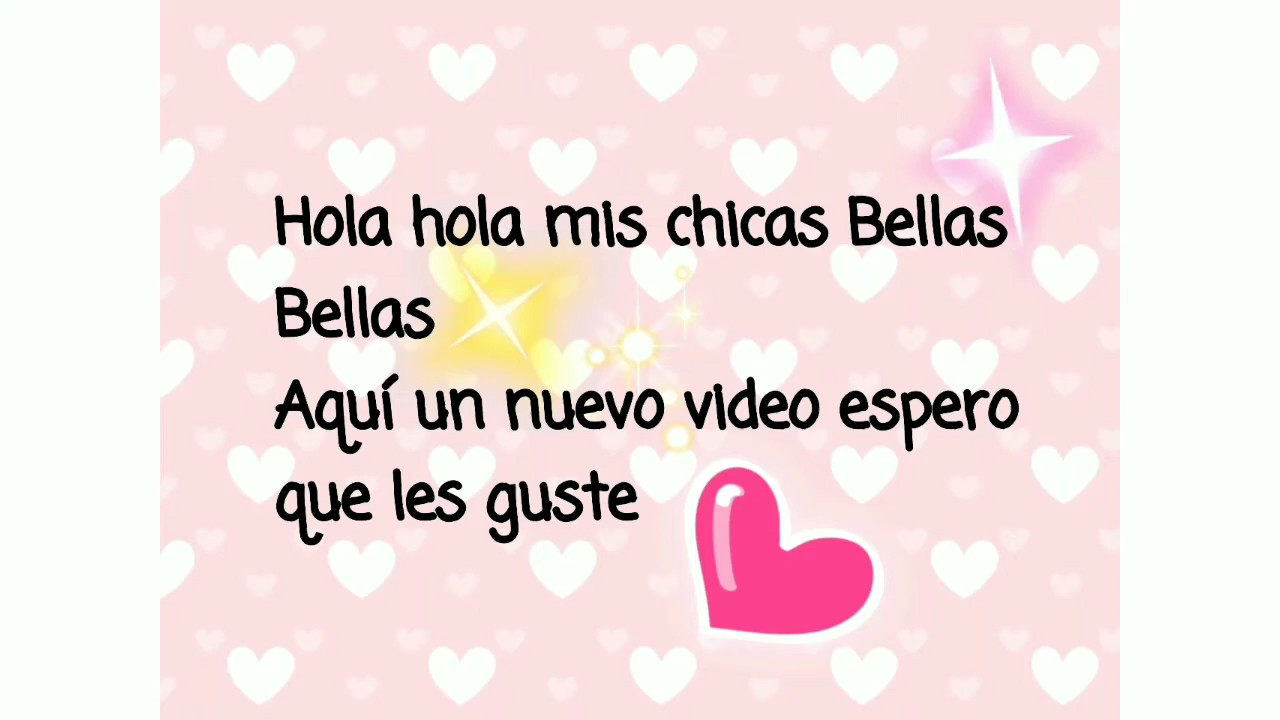 Hola hola mis chicas Bellas
Bellas
Aquí un nuevo video espero
que les guste